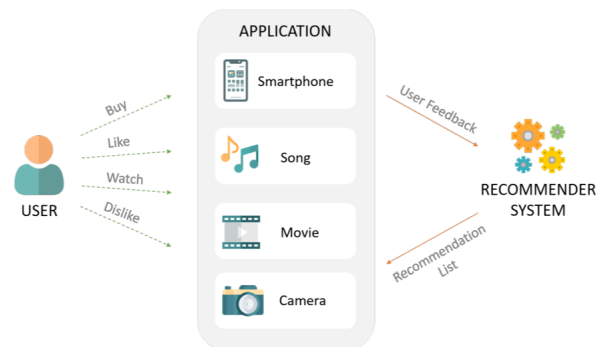 APPLICATION
Smartphone
Song
Movie
Camera
Buy
Like
Watch
Dislike
USER
User Feedback
RECOMMENDER
SYSTEM
Recommendation
List